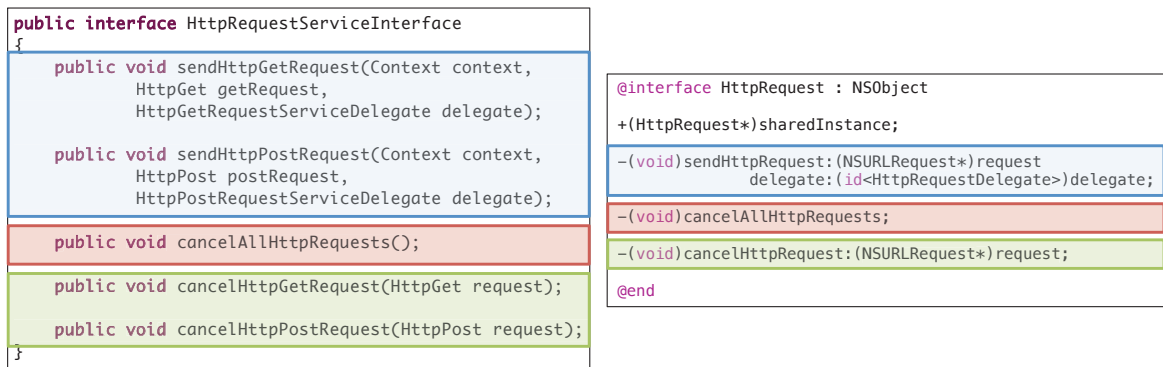 public interface HttpRequestServiceInterface
{
public void sendHttpGetRequest(Context context,
HttpGet getRequest,
HttpGetRequestServiceDelegate delegate);
public void sendHttpPostRequest(Context context,
HttpPost postRequest,
HttpPostRequestServiceDelegate delegate);
public void cancelAllHttpRequests();
public void cancelHttpGetRequest(HttpGet request);
public void cancelHttpPostRequest(HttpPost request);
}
@interface HttpRequest : NSObject
+(HttpRequest*)sharedInstance;
-(void)sendHttpRequest:(NSURLRequest*)request
delegate:(id<HttpRequestDelegate>)delegate;
-(void)cancelAllHttpRequests;
-(void)cancelHttpRequest:(NSURLRequest*)request;
@end